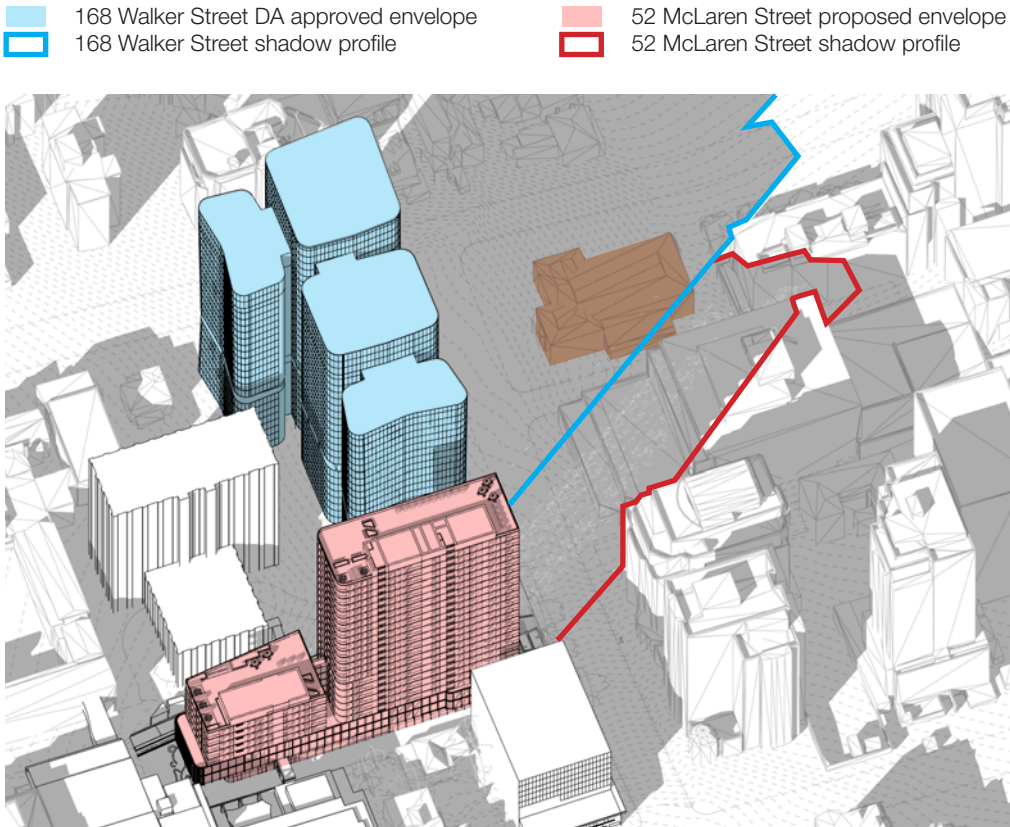 168 Walker Street DA approved envelope
168 Walker Street shadow profile
52 McLaren Street proposed envelope
52 McLaren Street shadow profile